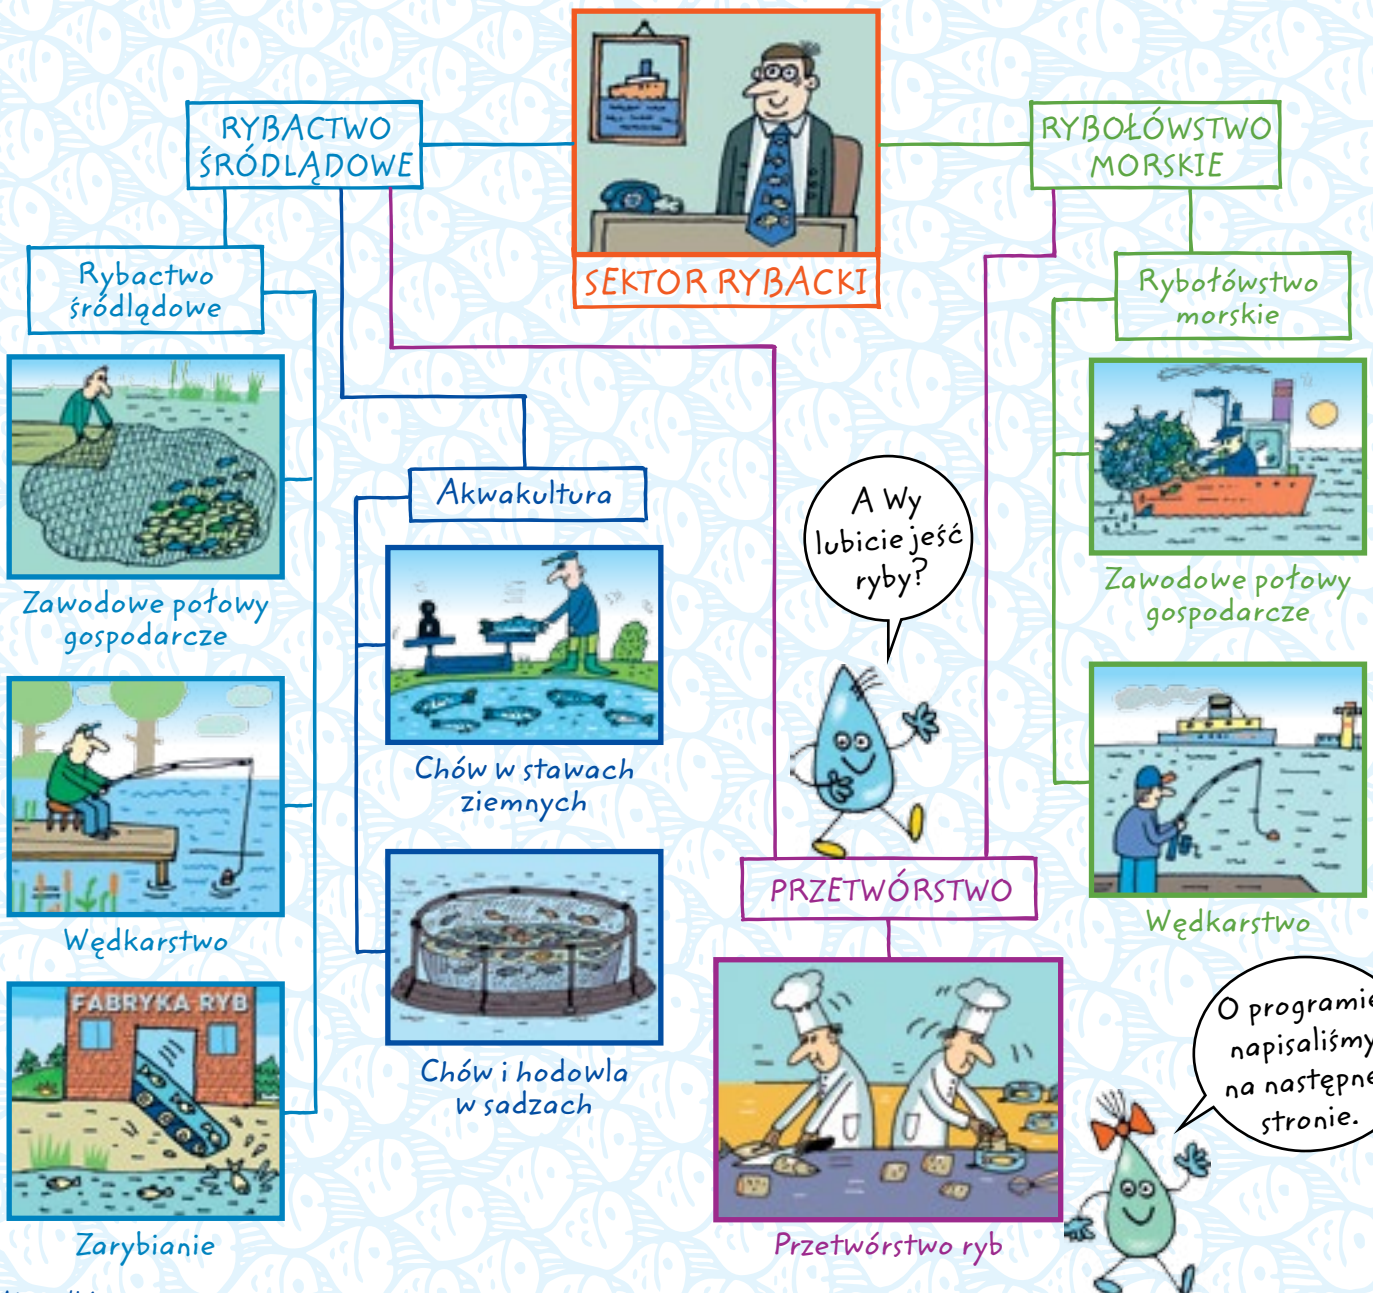 RYBACTWO
ŚRÓDLĄDOWE
SEKTOR RYBACKI
RYBOŁÓWSTWO
MORSKIE
Rybactwo
śródlądowe
Zawodowe połowy
gospodarcze
Wędkarstwo
FABRYKA RYB
Zarybianie
Akwakultura
Chów w stawach
ziemnych
Chów i hodowla
w sadzach
A Wy
lubicie jeść
ryby?
PRZETWÓRSTWO
Przetwórstwo ryb
Rybołówstwo
morskie
Zawodowe połowy
gospodarcze
Wędkarstwo
O programie
napisaliśmy
na następne
stronie.